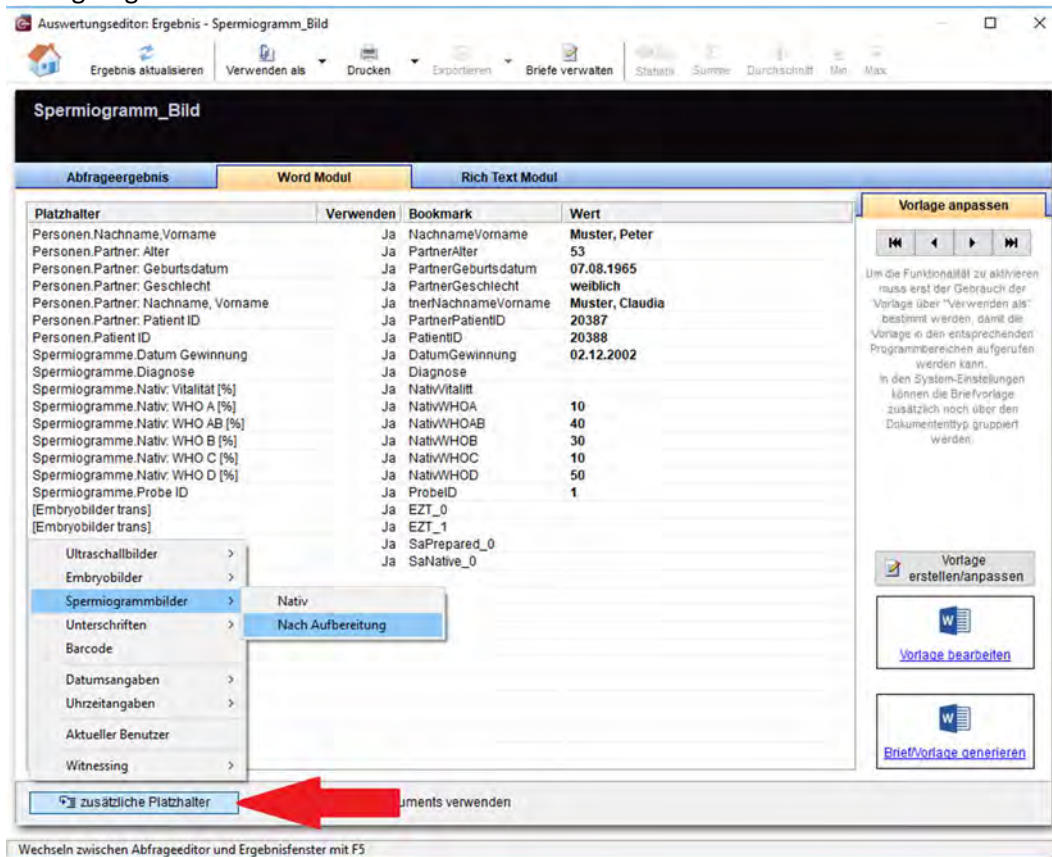 Auswertungseditor: Ergebnis - Spermiogramm_Bild
Ergebnis aktualisieren Verwenden als Drucken Exportieren Briefe verwalten Statistik Summe Durchschnitt Min Max
Spermiogramm_Bild
Abfrageergebnis Word Modul Rich Text Modul
Platzhalter Verwenden Bookmark Wert
Personen.Nachname,Vorname Ja NachnameVorname Muster, Peter
Personen.Partner: Alter Ja PartnerAlter 53
Personen.Partner: Geburtsdatum Ja PartnerGeburtsdatum 07.08.1965
Personen.Partner: Geschlecht Ja PartnerGeschlecht weiblich
Personen.Partner: Nachname, Vorname Ja tnerNachnameVorname Muster, Claudia
Personen.Partner: Patient ID Ja PartnerPatientID 20387
Personen.Patient ID Ja PatientID 20388
Spermiogramme.Datum Gewinnung Ja DatumGewinnung 02.12.2002
Spermiogramme.Diagnose Ja Diagnose
Spermiogramme.Nativ: Vitalität [%] Ja NativVitalitt
Spermiogramme.Nativ: WHO A [%] Ja NativWHOA 10
Spermiogramme.Nativ: WHO AB [%] Ja NativWHOAB 40
Spermiogramme.Nativ: WHO B [%] Ja NativWHOB 30
Spermiogramme.Nativ: WHO C [%] Ja NativWHOC 10
Spermiogramme.Nativ: WHO D [%] Ja NativWHOD 50
Spermiogramme.Probe ID Ja ProbeID 1
[Embryobilder trans] Ja EZT_0
[Embryobilder trans] Ja EZT_1
Ja SaPrepared_0
Ja SaNative_0
Ultraschallbilder
Embryobilder
Spermiogrammbilder
Unterschriften
Barcode
Datumsangaben
Uhrzeitangaben
Aktueller Benutzer
Witnessing
Nativ
Nach Aufbereitung
Vorlage anpassen
Um die Funktionalität zu aktivieren
muss erst der Gebrauch der
Vorlage über "Verwenden als"
bestimmt werden, damit die
Vorlage in den entsprechenden
Programmbereichen aufgerufen
werden kann.
In den System-Einstellungen
können die Briefvorlage
zusätzlich noch über den
Dokumententtyp gruppiert
werden.
Vorlage
erstellen/anpassen
Vorlage bearbeiten
Brief/Vorlage generieren
zusätzliche Platzhalter uments verwenden
Wechseln zwischen Abfrageeditor und Ergebnisfenster mit F5